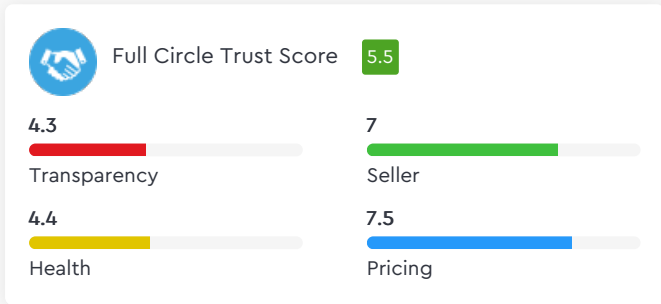 Full Circle Trust Score 5.5
4.3
Transparency
7
Seller
4.4
Health
7.5
Pricing